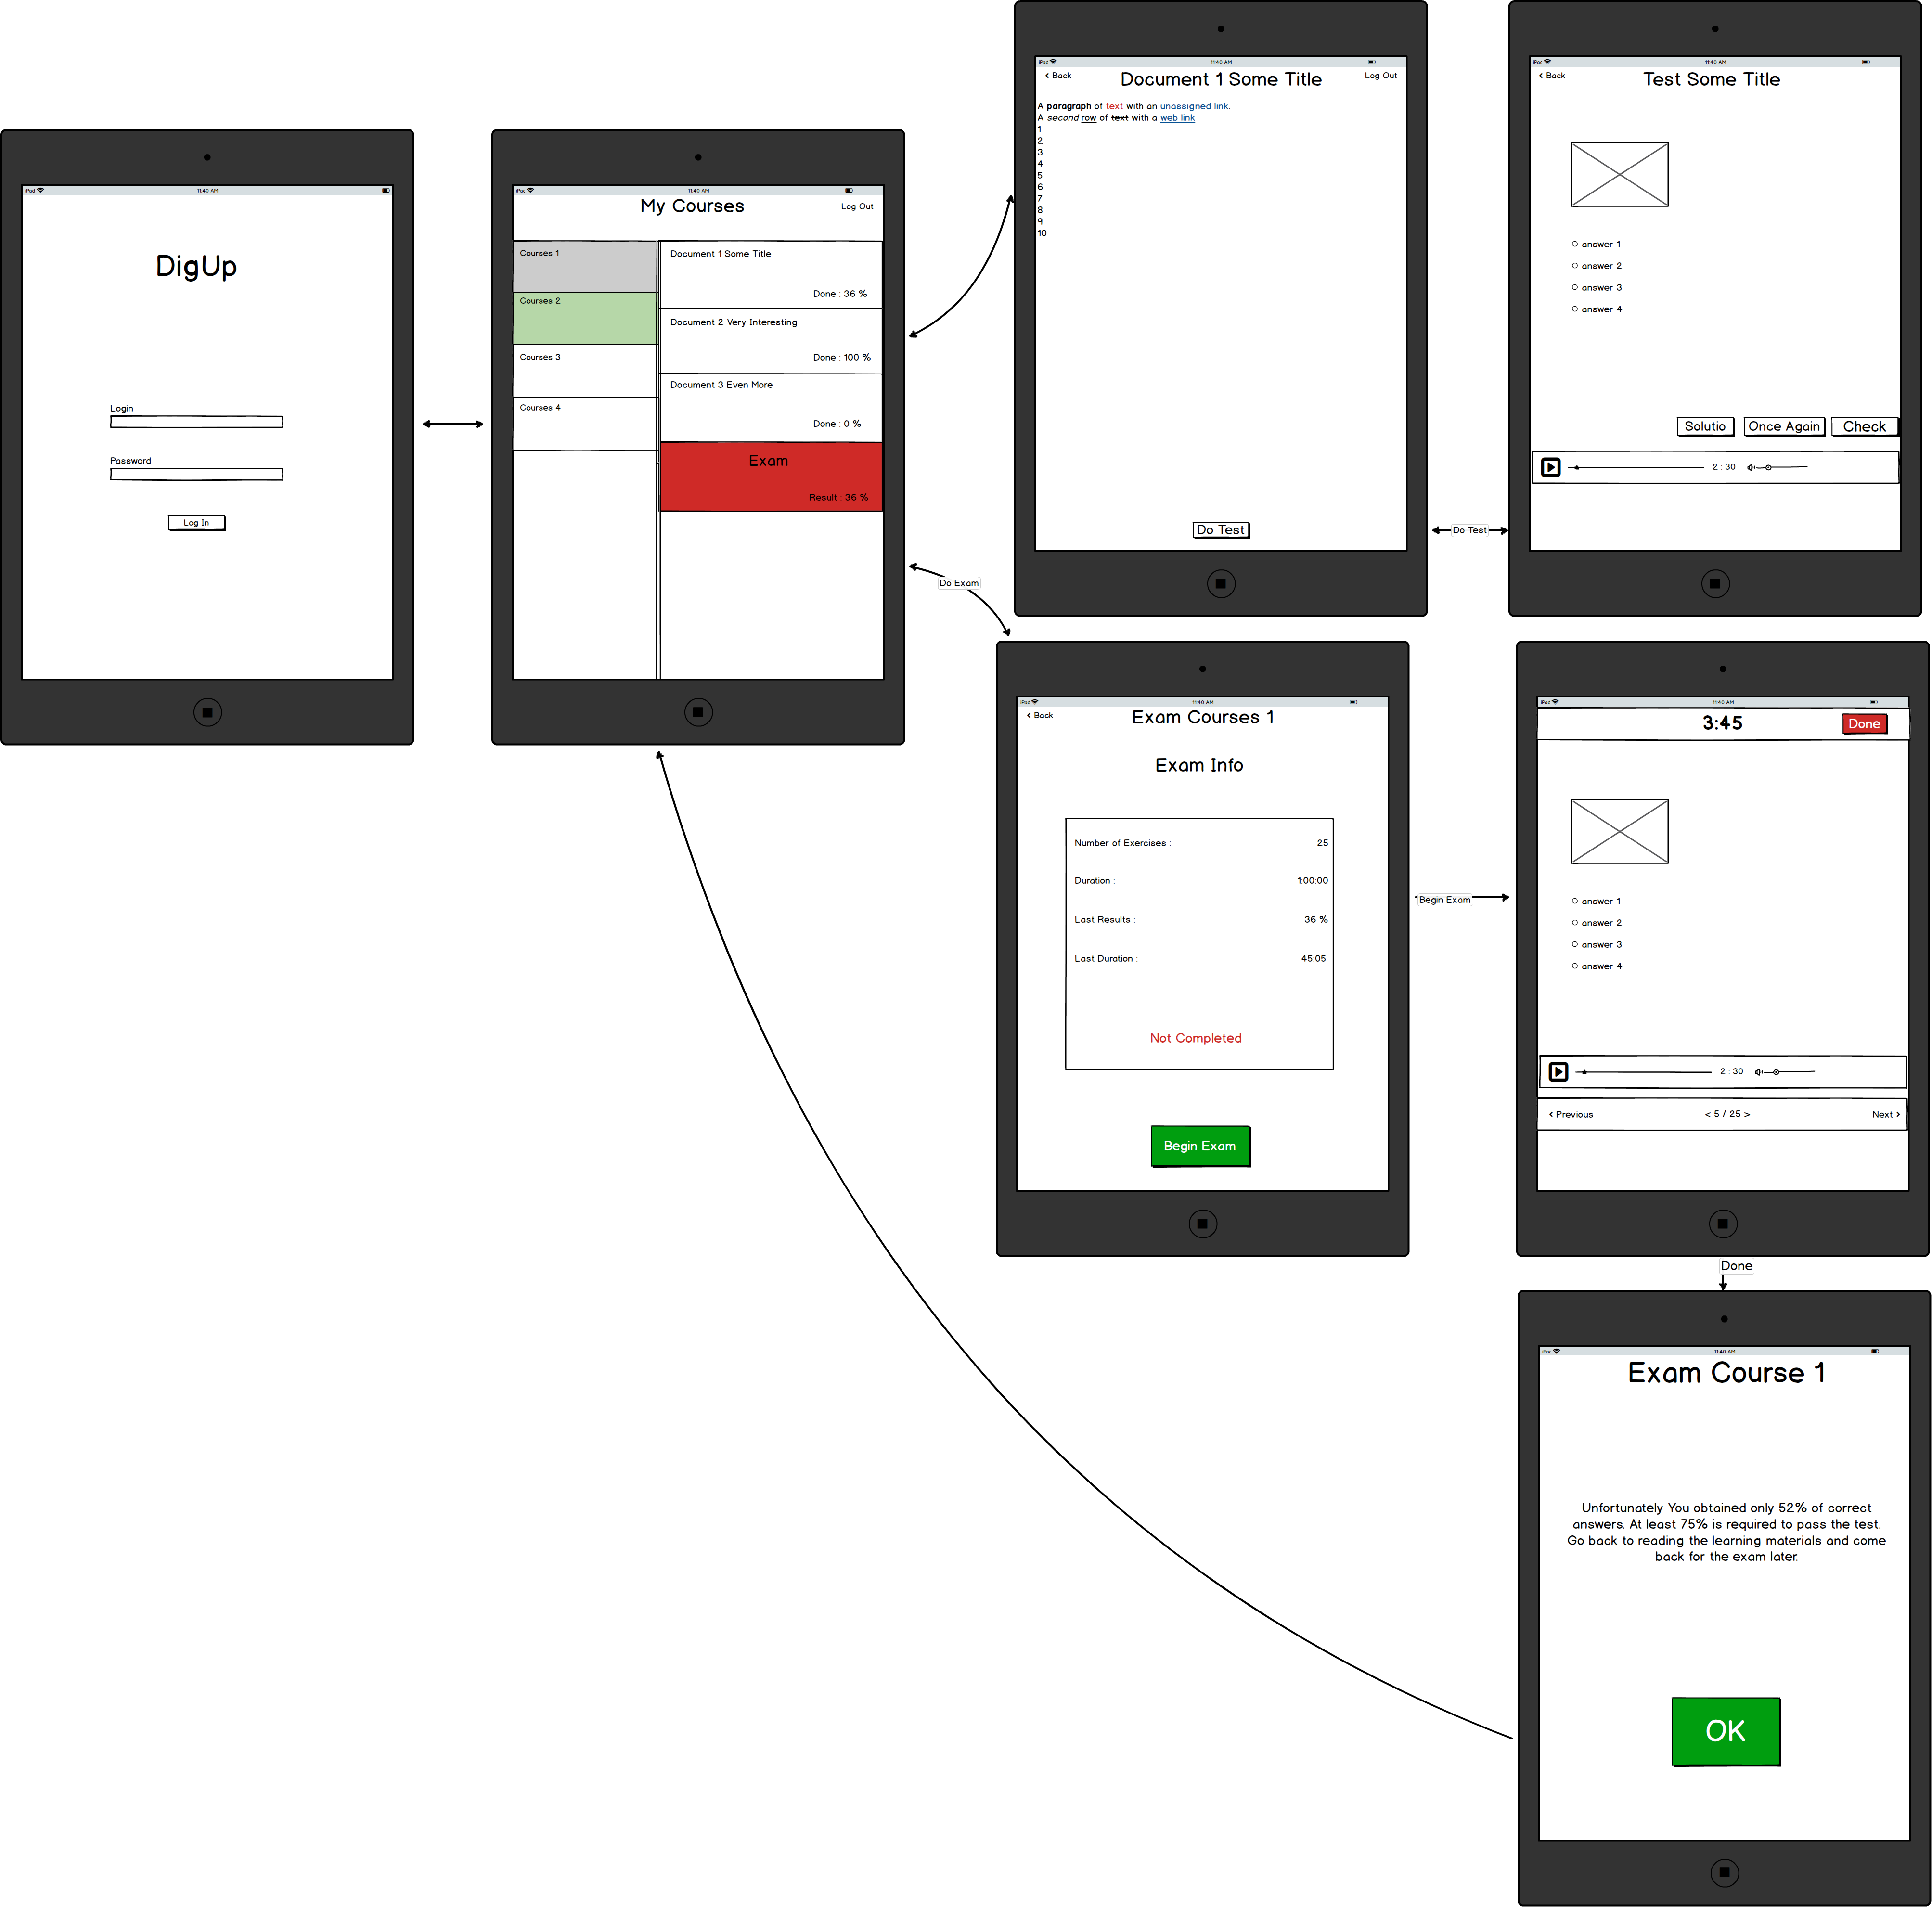 iPod 11:40 AM
DigUp
Login
Password
Log In
iPod 11:40 AM
My Courses
Log Out
Courses 1
Courses 2
Courses 3
Courses 4
Document 1 Some Title
Done : 36 %
Document 2 Very Interesting
Done : 100 %
Document 3 Even More
Done : 0 %
Exam
Result : 36 %
iPod 11:40 AM
< Back
Document 1 Some Title
Log Out
A paragraph of text with an unassigned link.
A second row of text with a web link
1
2
3
4
5
6
7
8
9
10
Do Test
Do Test
iPod 11:40 AM
< Back
Test Some Title
answer 1
answer 2
answer 3
answer 4
Solutio
Once Again
Check
2 : 30
Do Exam
iPod 11:40 AM
< Back
Exam Courses 1
Exam Info
Number of Exercises : 25
Duration : 1:00:00
Last Results : 36 %
Last Duration : 45:05
Not Completed
Begin Exam
Begin Exam
iPod 11:40 AM
3:45
Done
answer 1
answer 2
answer 3
answer 4
2 : 30
< Previous
< 5 / 25 >
Next >
Done
iPod 11:40 AM
Exam Course 1
Unfortunately You obtained only 52% of correct
answers. At least 75% is required to pass the test.
Go back to reading the learning materials and come
back for the exam later.
OK